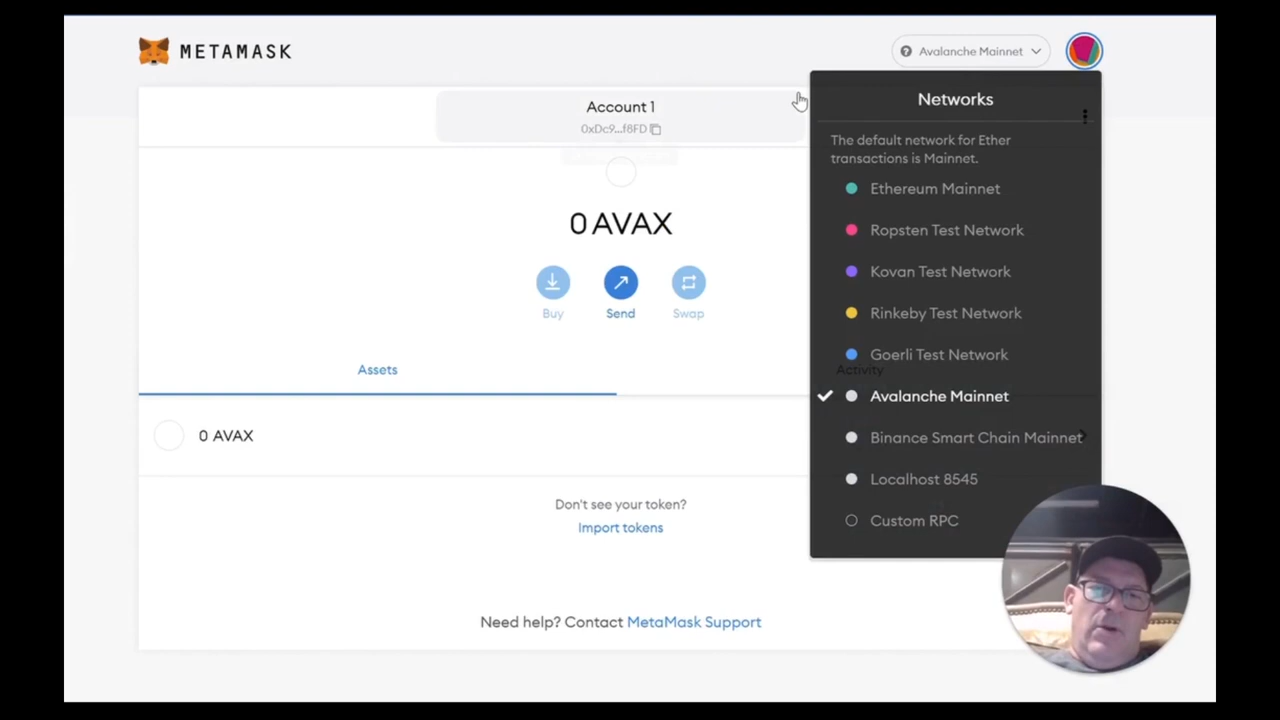 METAMASK
Avalanche Mainnet
Account 1
0xDc9...f8FD
0 AVAX
Buy
Send
Swap
Assets
Activity
0 AVAX
Don't see your token?
Import tokens
Need help? Contact MetaMask Support
Networks
The default network for Ether
transactions is Mainnet.
Ethereum Mainnet
Ropsten Test Network
Kovan Test Network
Rinkeby Test Network
Goerli Test Network
Avalanche Mainnet
Binance Smart Chain Mainnet
Localhost 8545
Custom RPC